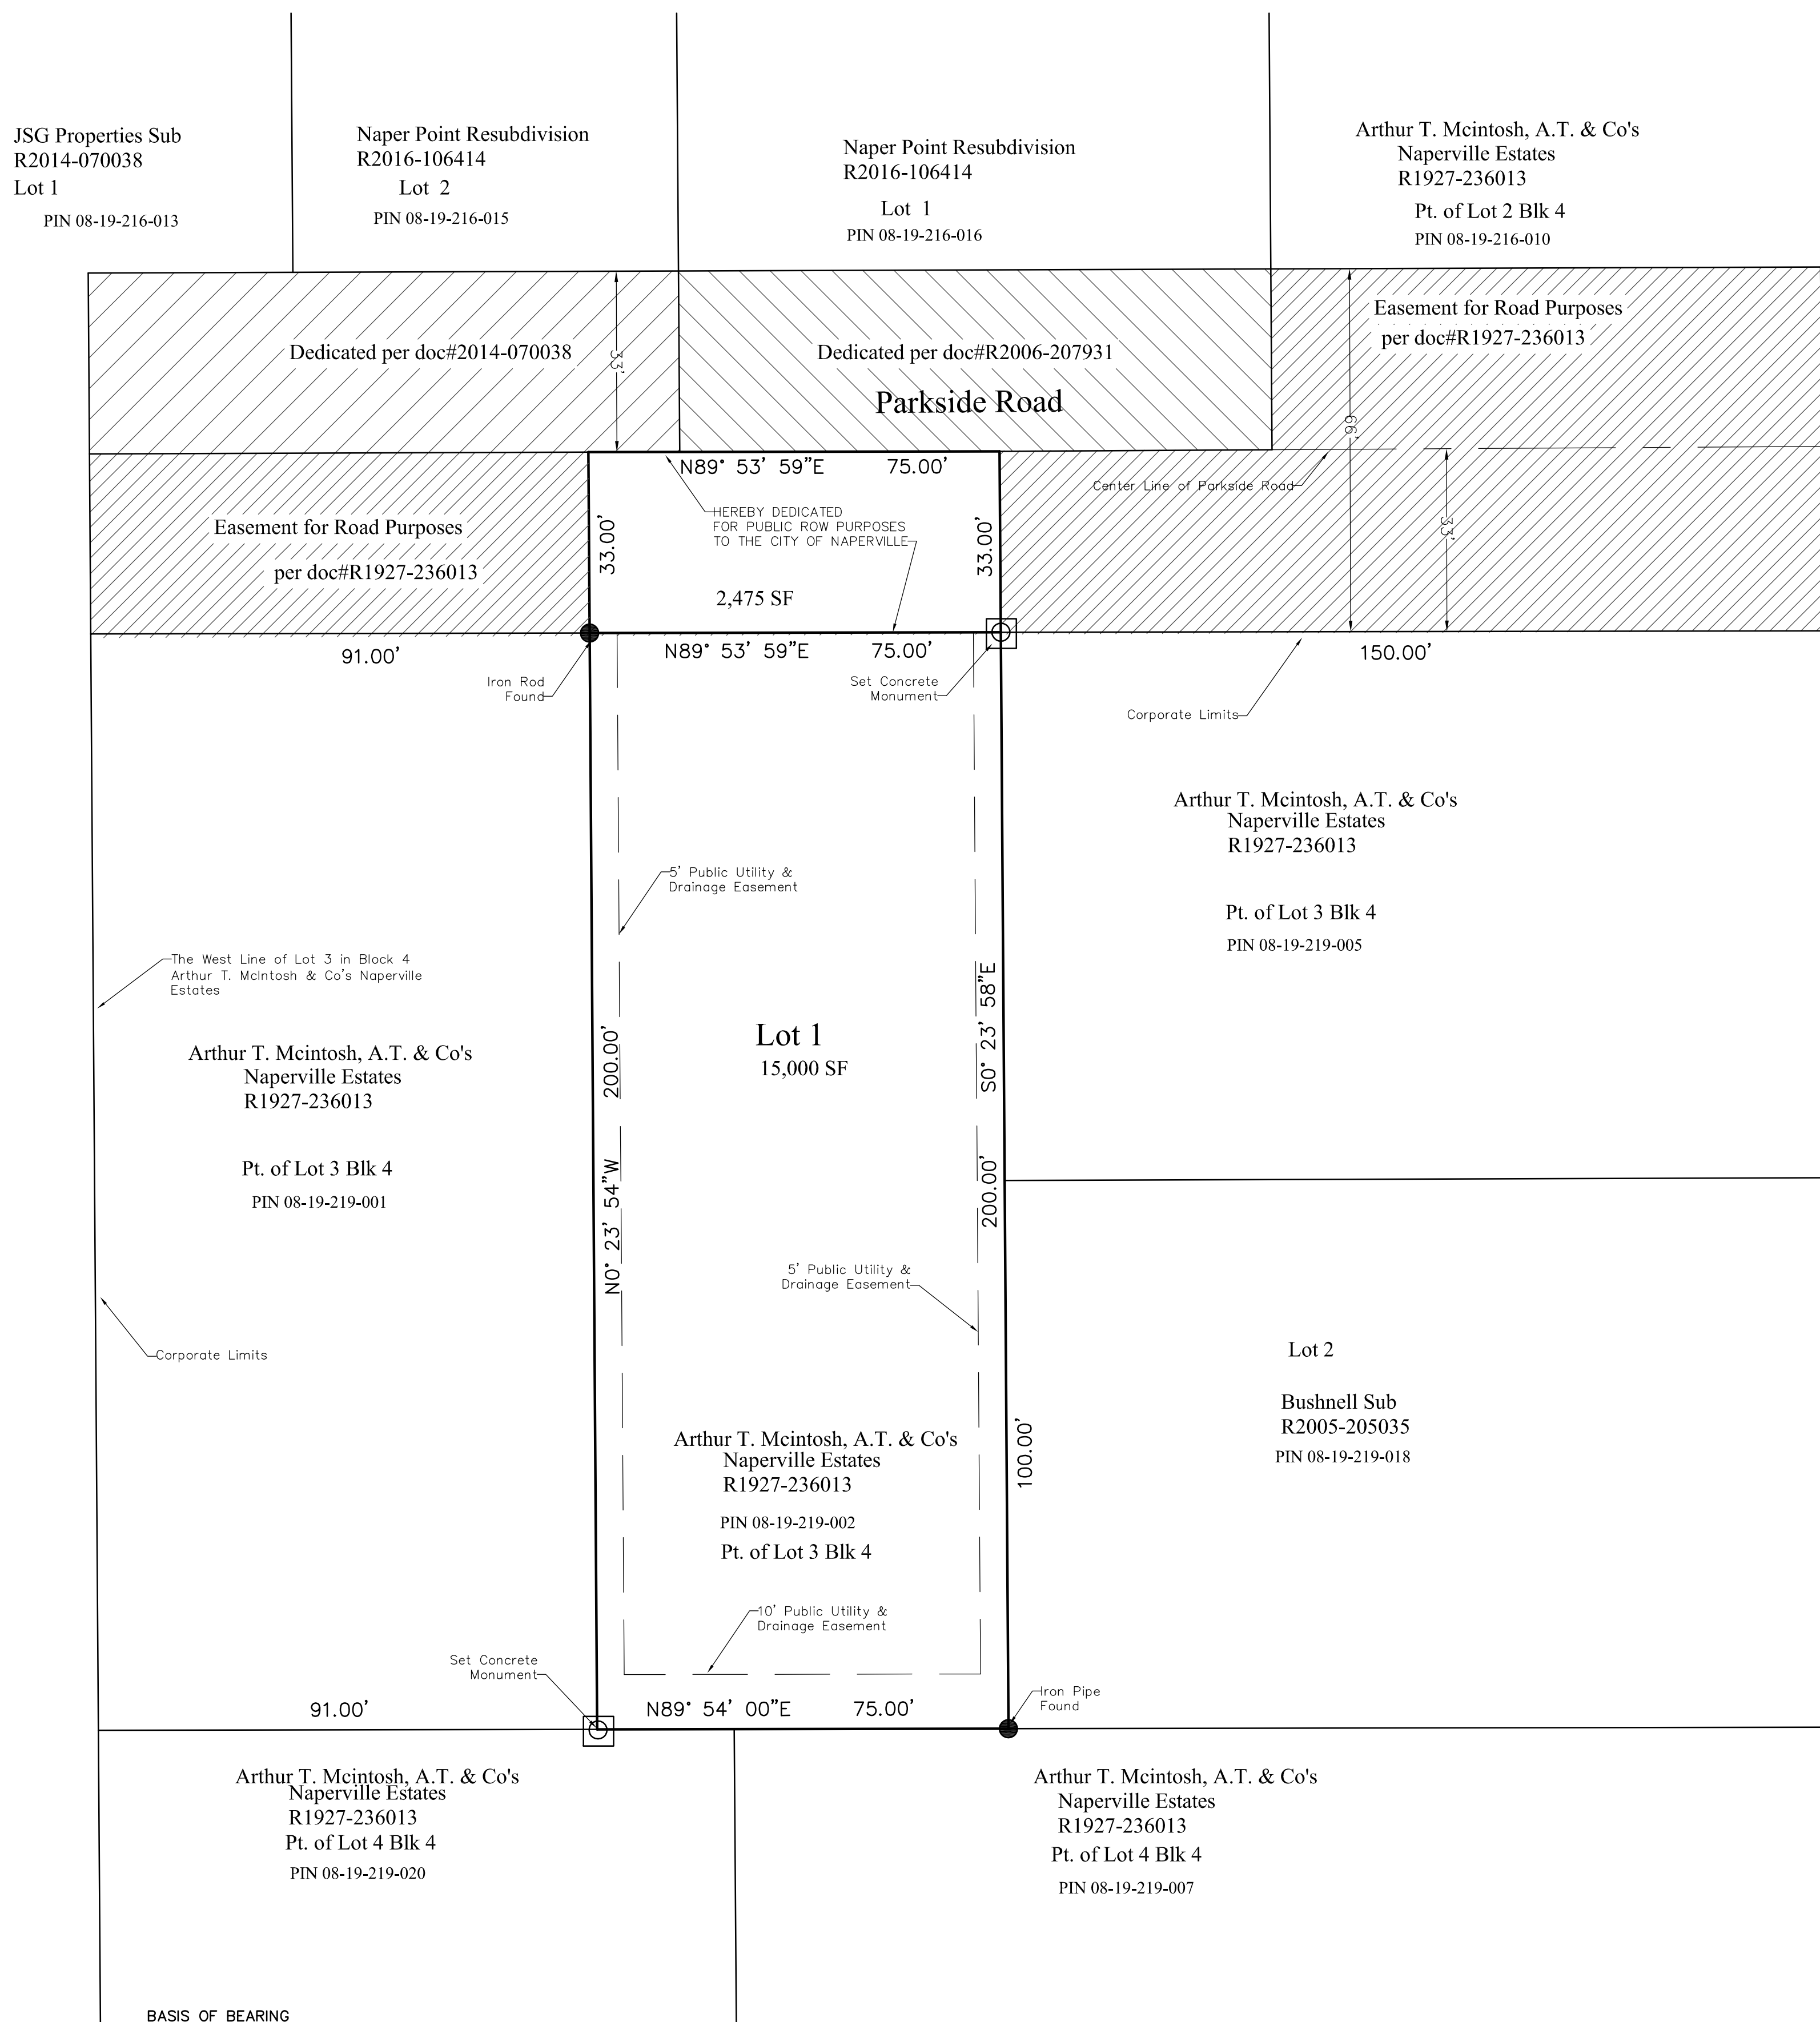 JSG Properties Sub
R2014-070038
Lot 1
PIN 08-19-216-013
Naper Point Resubdivision
R2016-106414
Lot 2
PIN 08-19-216-015
Naper Point Resubdivision
R2016-106414
Lot 1
PIN 08-19-216-016
Arthur T. Mcintosh, A.T. & Co's
Naperville Estates
R1927-236013
Pt. of Lot 2 Blk 4
PIN 08-19-216-010
Dedicated per doc#2014-070038
33'
Dedicated per doc#R2006-207931
Parkside Road
Easement for Road Purposes
per doc#R1927-236013
66'
N89° 53' 59"E 75.00'
Center Line of Parkside Road
33'
Easement for Road Purposes
per doc#R1927-236013
33.00'
HEREBY DEDICATED
FOR PUBLIC ROW PURPOSES
TO THE CITY OF NAPERVILLE
33.00'
2,475 SF
91.00'
N89° 53' 59"E 75.00'
150.00'
Iron Rod
Found
Set Concrete
Monument
Corporate Limits
Arthur T. Mcintosh, A.T. & Co's
Naperville Estates
R1927-236013
Pt. of Lot 3 Blk 4
PIN 08-19-219-005
5' Public Utility &
Drainage Easement
The West Line of Lot 3 in Block 4
Arthur T. McIntosh & Co's Naperville
Estates
Lot 1
15,000 SF
N0° 23' 54"W 200.00'
S0° 23' 58"E
200.00'
Arthur T. Mcintosh, A.T. & Co's
Naperville Estates
R1927-236013
Pt. of Lot 3 Blk 4
PIN 08-19-219-001
5' Public Utility &
Drainage Easement
Corporate Limits
Lot 2
Bushnell Sub
R2005-205035
PIN 08-19-219-018
100.00'
Arthur T. Mcintosh, A.T. & Co's
Naperville Estates
R1927-236013
PIN 08-19-219-002
Pt. of Lot 3 Blk 4
10' Public Utility &
Drainage Easement
Set Concrete
Monument
Iron Pipe
Found
91.00'
N89° 54' 00"E 75.00'
Arthur T. Mcintosh, A.T. & Co's
Naperville Estates
R1927-236013
Pt. of Lot 4 Blk 4
PIN 08-19-219-020
Arthur T. Mcintosh, A.T. & Co's
Naperville Estates
R1927-236013
Pt. of Lot 4 Blk 4
PIN 08-19-219-007
BASIS OF BEARING